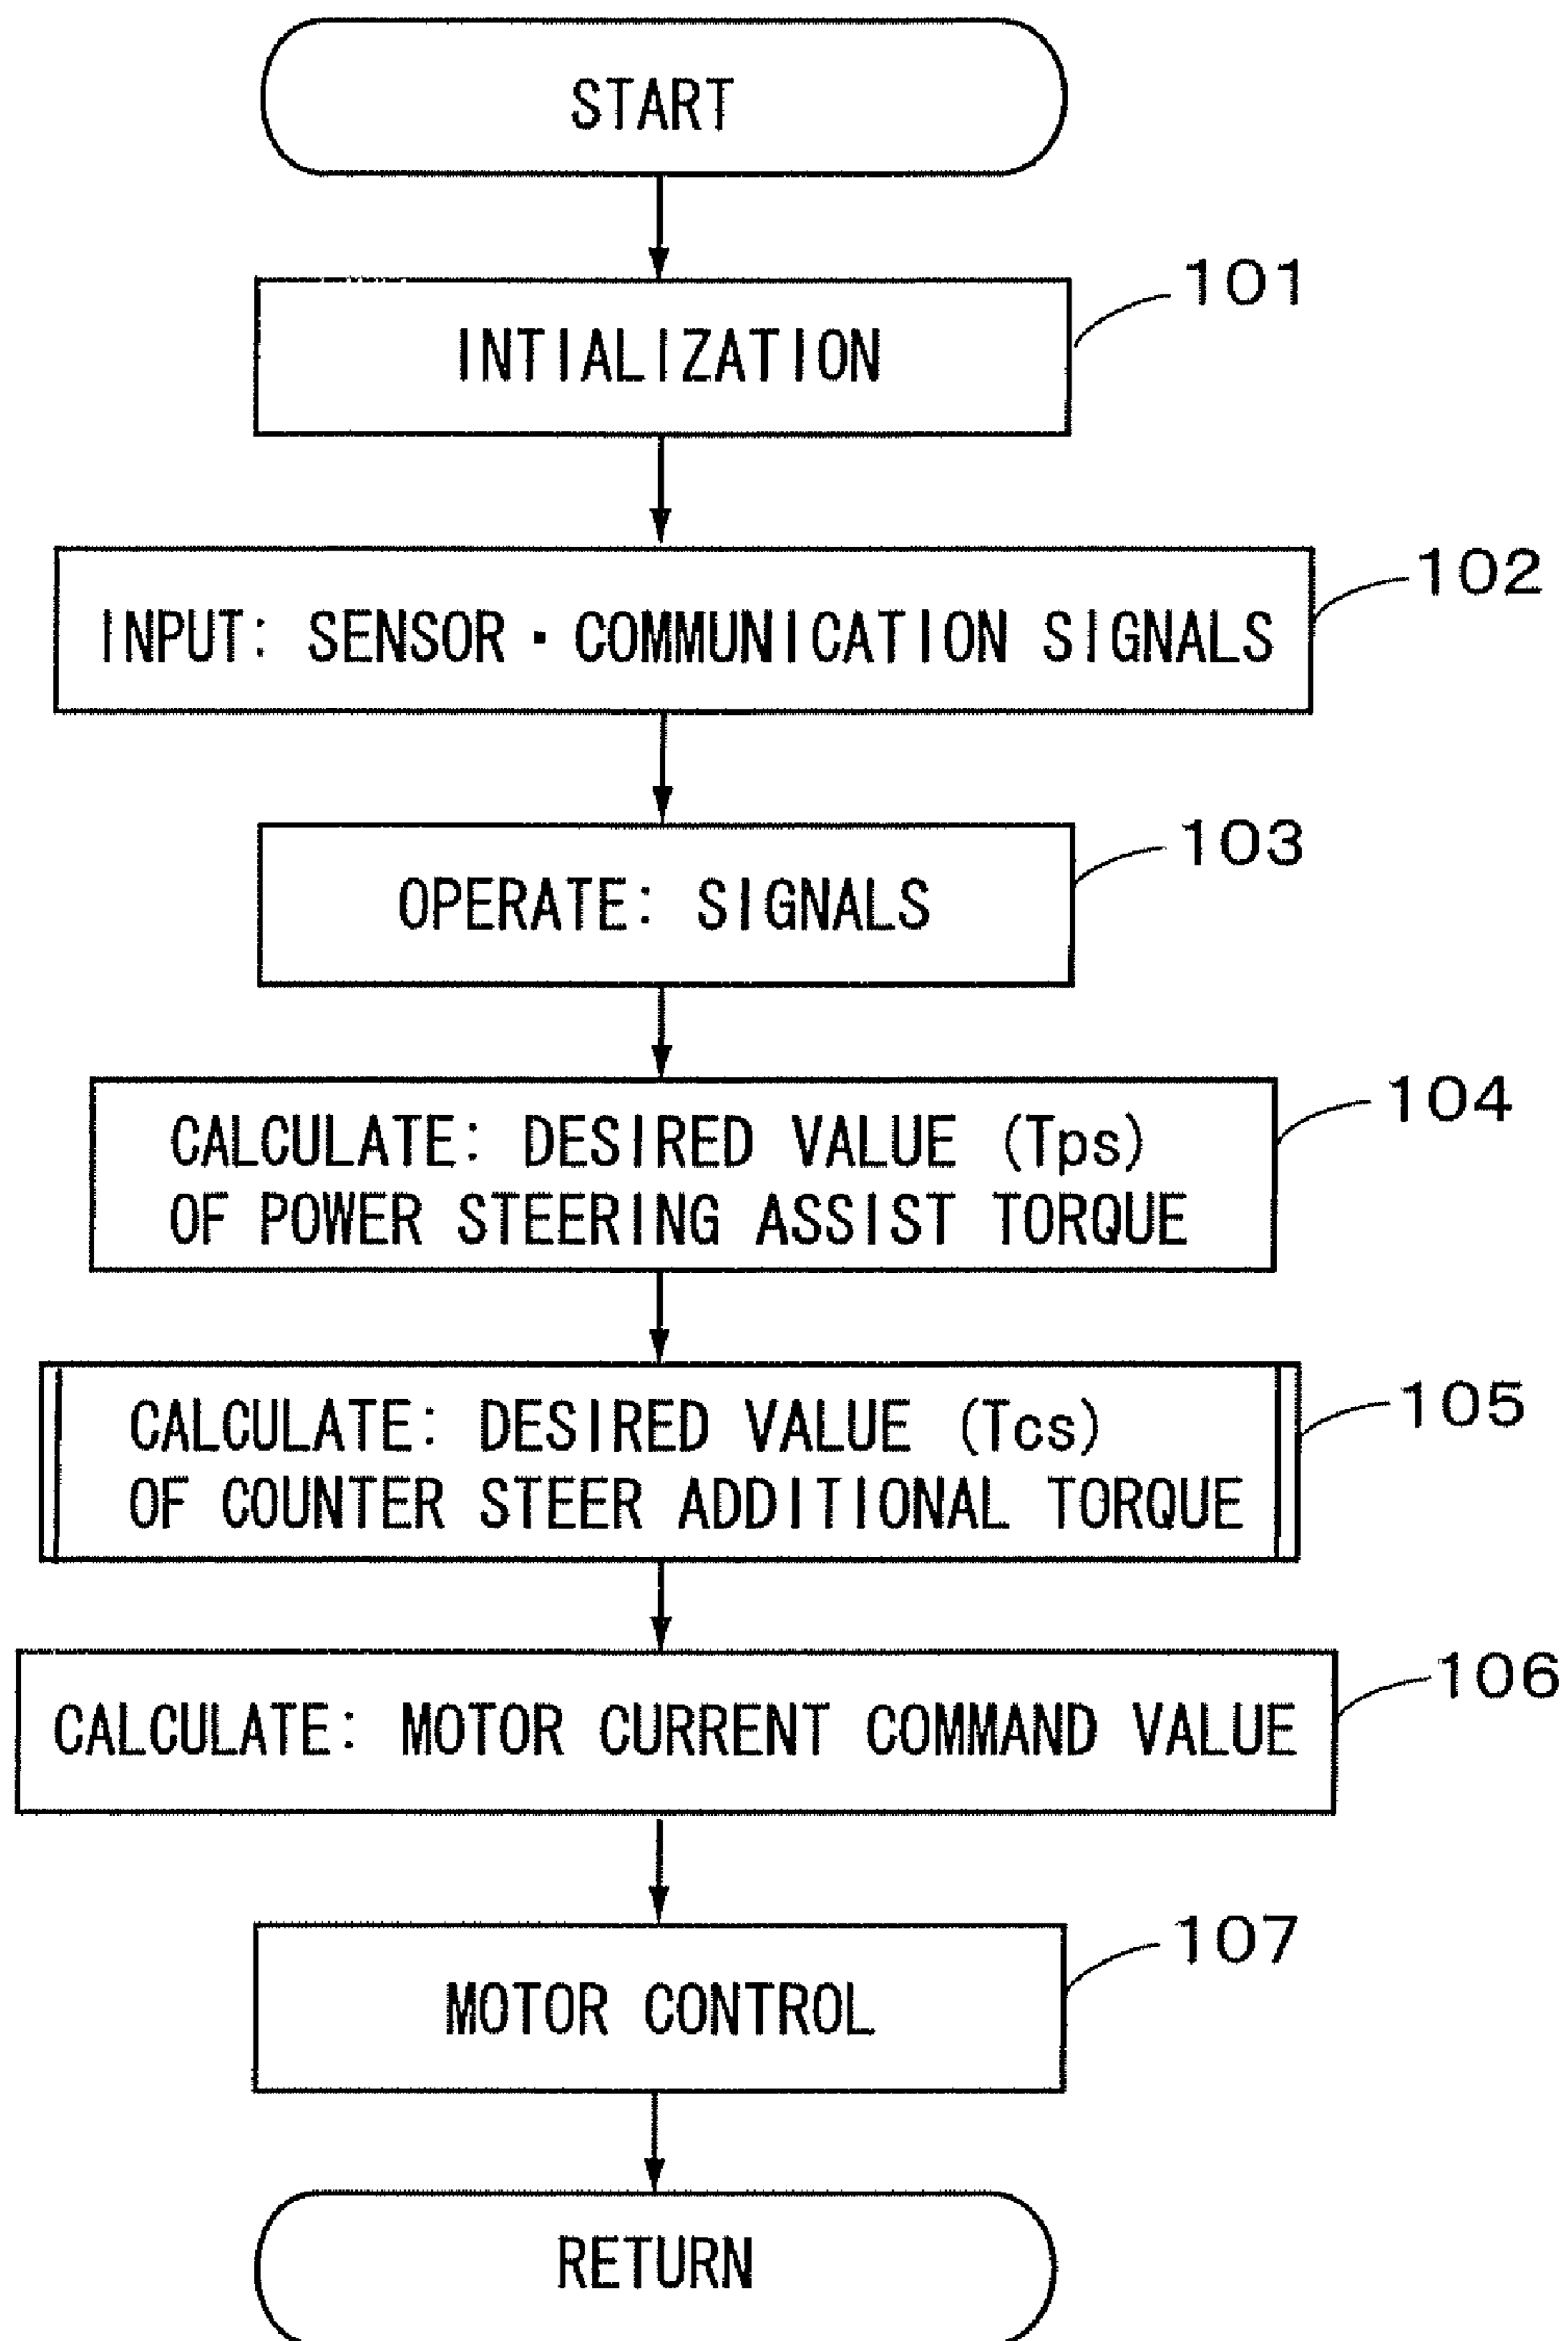 START
101
INTIALIZATION
102
INPUT: SENSOR・COMMUNICATION SIGNALS
103
OPERATE: SIGNALS
104
CALCULATE: DESIRED VALUE (Tps)
OF POWER STEERING ASSIST TORQUE
105
CALCULATE: DESIRED VALUE (Tcs)
OF COUNTER STEER ADDITIONAL TORQUE
106
CALCULATE: MOTOR CURRENT COMMAND VALUE
107
MOTOR CONTROL
RETURN